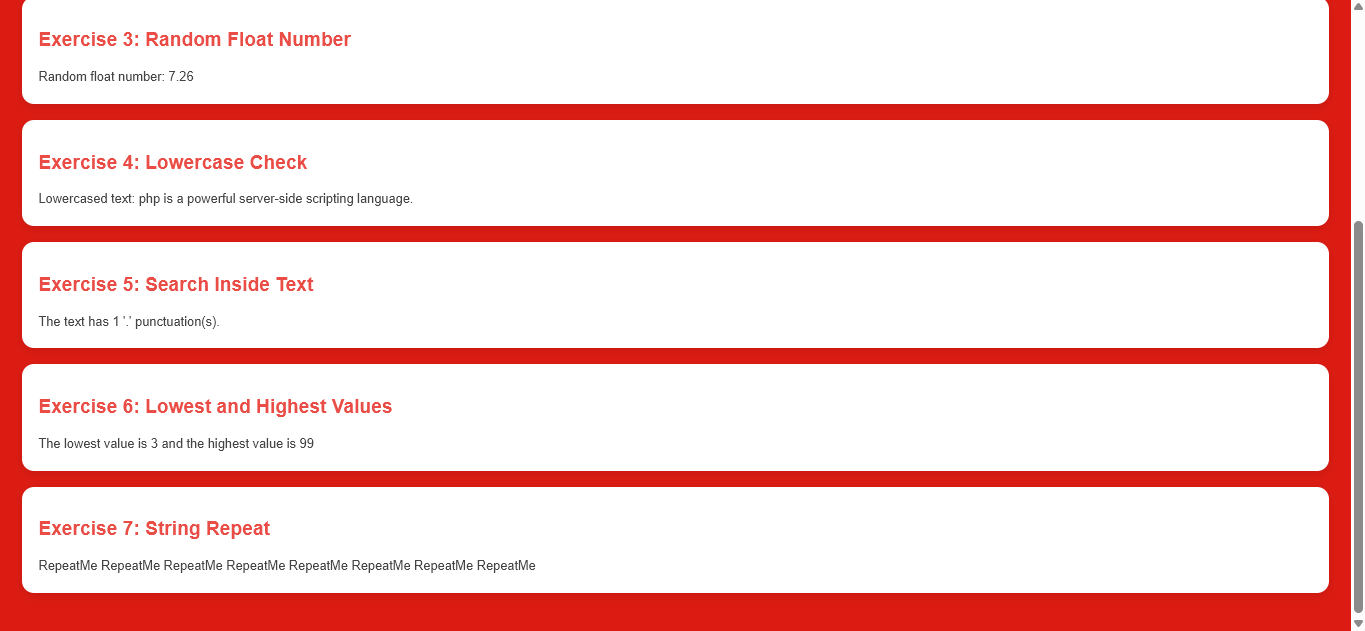 Exercise 3: Random Float Number
Random float number: 7.26
Exercise 4: Lowercase Check
Lowercased text: php is a powerful server-side scripting language.
Exercise 5: Search Inside Text
The text has 1 '.' punctuation(s).
Exercise 6: Lowest and Highest Values
The lowest value is 3 and the highest value is 99
Exercise 7: String Repeat
RepeatMe RepeatMe RepeatMe RepeatMe RepeatMe RepeatMe RepeatMe RepeatMe